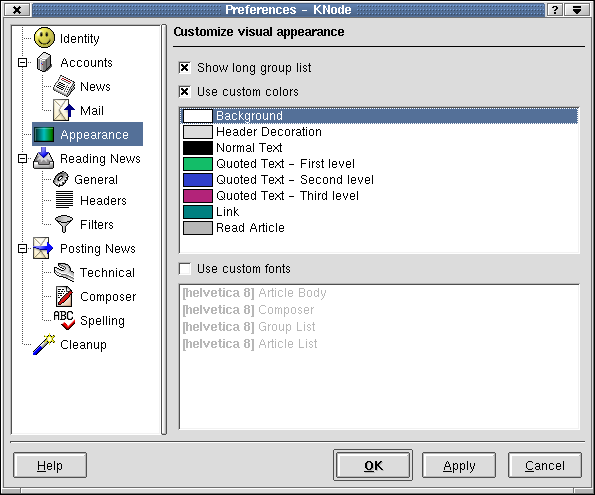 Preferences – KNode
?
Identity
Accounts
News
Mail
Appearance
Reading News
General
Headers
Filters
Posting News
Technical
Composer
ABC Spelling
Cleanup
Customize visual appearance
Show long group list
Use custom colors
Background
Header Decoration
Normal Text
Quoted Text – First level
Quoted Text – Second level
Quoted Text – Third level
Link
Read Article
Use custom fonts
[helvetica 8] Article Body
[helvetica 8] Composer
[helvetica 8] Group List
[helvetica 8] Article List
Help
OK
Apply
Cancel